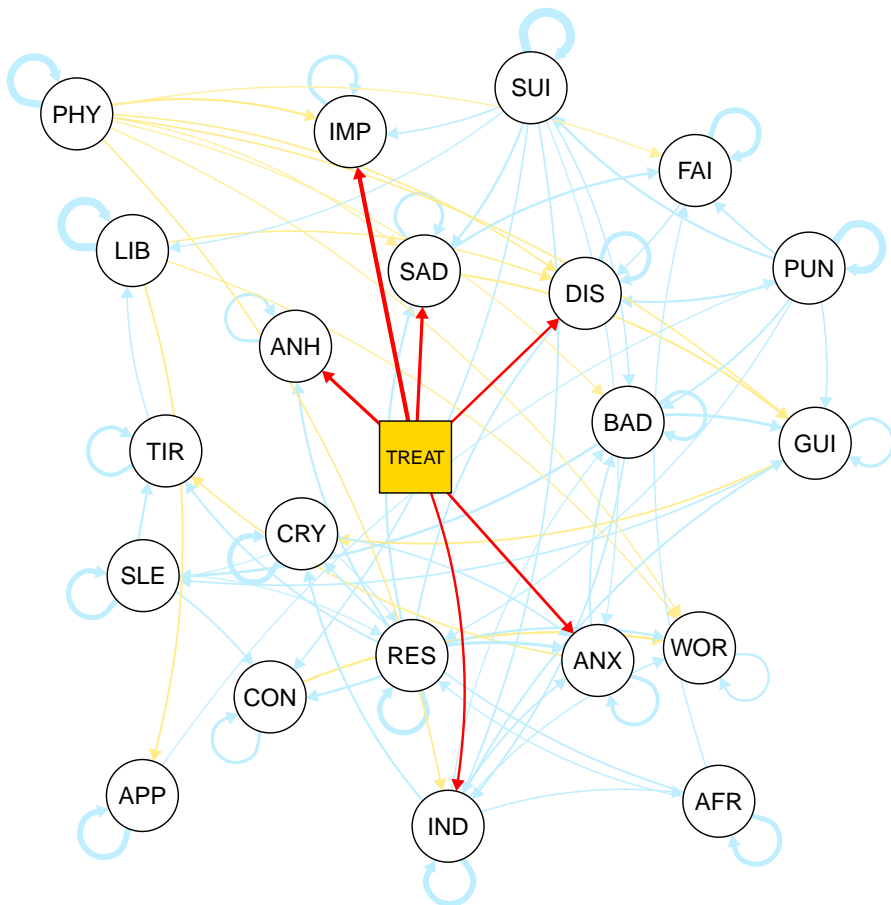 SUI
PHY
IMP
FAI
LIB
SAD
PUN
DIS
ANH
BAD
GUI
TIR
TREAT
CRY
SLE
RES
ANX
WOR
CON
APP
AFR
IND